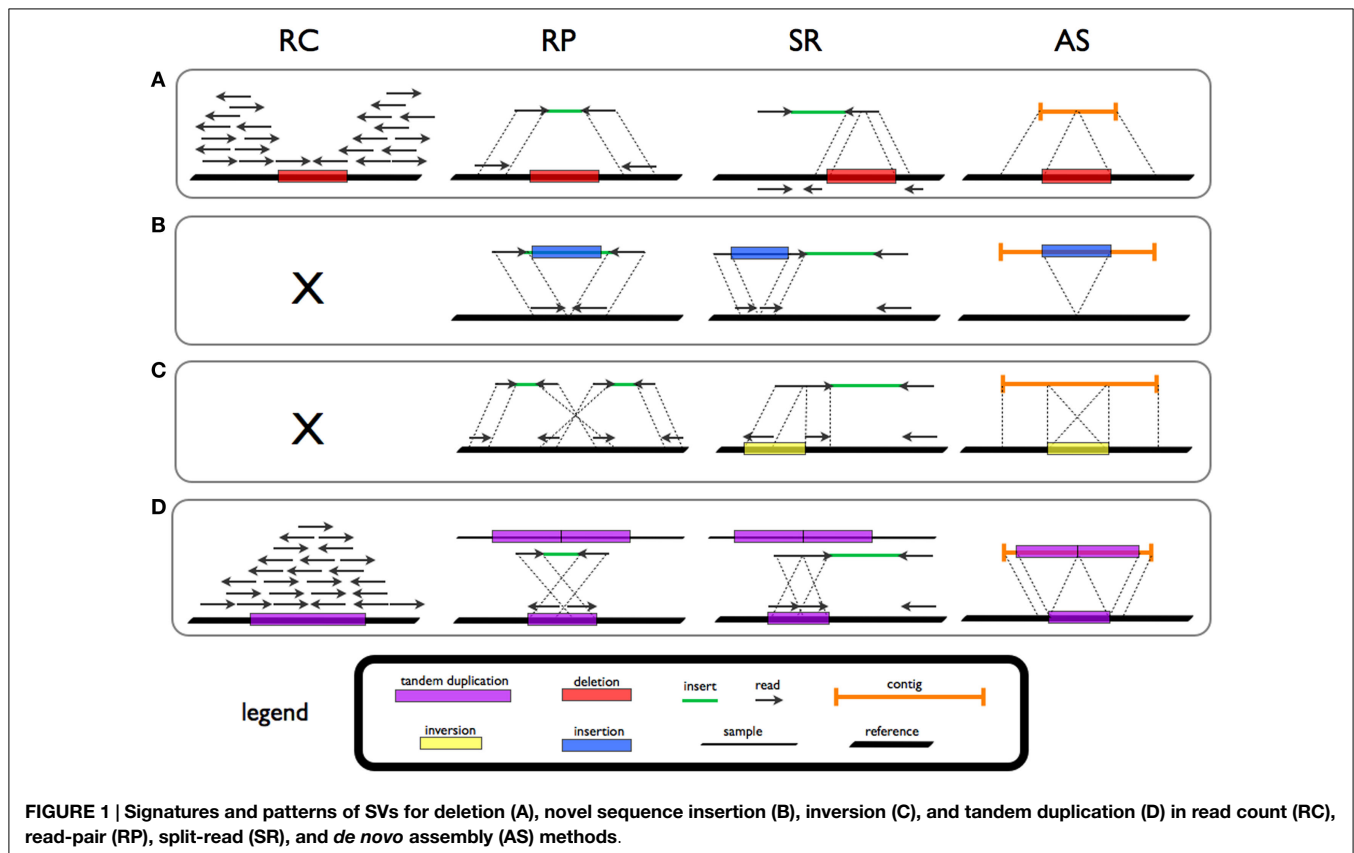 RC RP SR AS
A
B
X
C
X
D
legend
tandem duplication deletion insert read contig
inversion insertion sample reference
FIGURE 1 | Signatures and patterns of SVs for deletion (A), novel sequence insertion (B), inversion (C), and tandem duplication (D) in read count (RC),
read-pair (RP), split-read (SR), and de novo assembly (AS) methods.